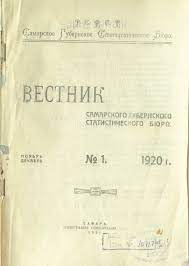 Самарское Губернское Статистическое Бюро.
ВЕСТНИК
САМАРСКОГО ГУБЕРНСКОГО
СТАТИСТИЧЕСКОГО БЮРО.
НОЯБРЬ
ДЕКАБРЬ
№ 1.
1920 г.
САМАРА